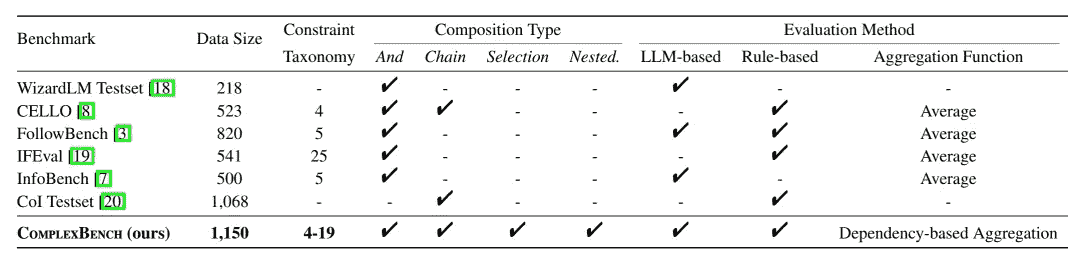 Benchmark Data Size Constraint Taxonomy Composition Type Evaluation Method
And Chain Selection Nested. LLM-based Rule-based Aggregation Function
WizardLM Testset [18] 218 - ✔ - - - ✔ - -
CELLO [8] 523 4 ✔ ✔ - - - ✔ Average
FollowBench [3] 820 5 ✔ - - - ✔ ✔ Average
IFEval [19] 541 25 ✔ - - - - ✔ Average
InfoBench [7] 500 5 ✔ - - - ✔ - Average
CoI Testset [20] 1,068 - - ✔ - - - ✔ -
COMPLEXBENCH (ours) 1,150 4-19 ✔ ✔ ✔ ✔ ✔ ✔ Dependency-based Aggregation